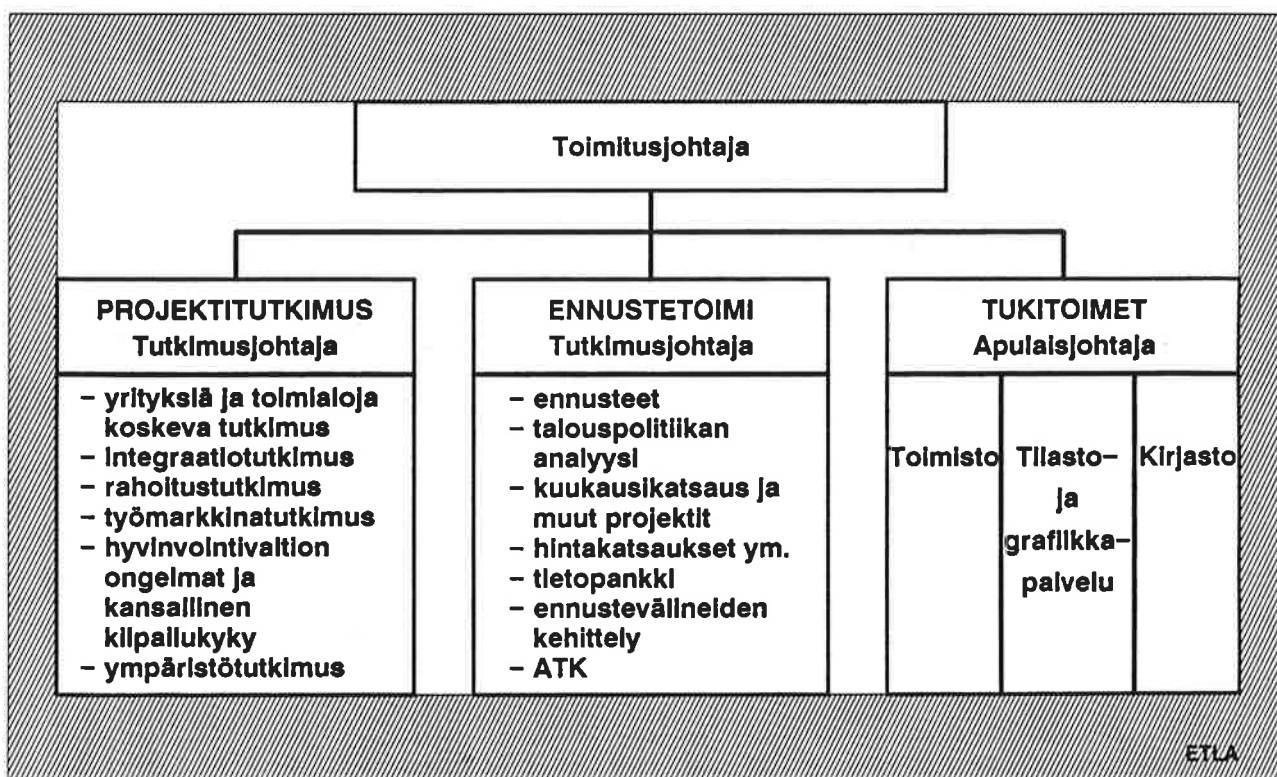 Toimitusjohtaja
PROJEKTITUTKIMUS
Tutkimusjohtaja
– yrityksiä ja toimialoja
koskeva tutkimus
– integraatiotutkimus
– rahoitustutkimus
– työmarkkinatutkimus
– hyvinvointivaltion
ongelmat ja
kansallinen
kilpailukyky
– ympäristötutkimus
ENNUSTETOIMI
Tutkimusjohtaja
– ennusteet
– talouspolitiikan
analyysi
– kuukausikatsaus ja
muut projektit
– hintakatsaukset ym.
– tietopankki
– ennustevälineiden
kehittely
– ATK
TUKITOIMET
Apulaisjohtaja
Toimisto
Tilasto–
ja
grafiikka–
palvelu
Kirjasto
ETLA